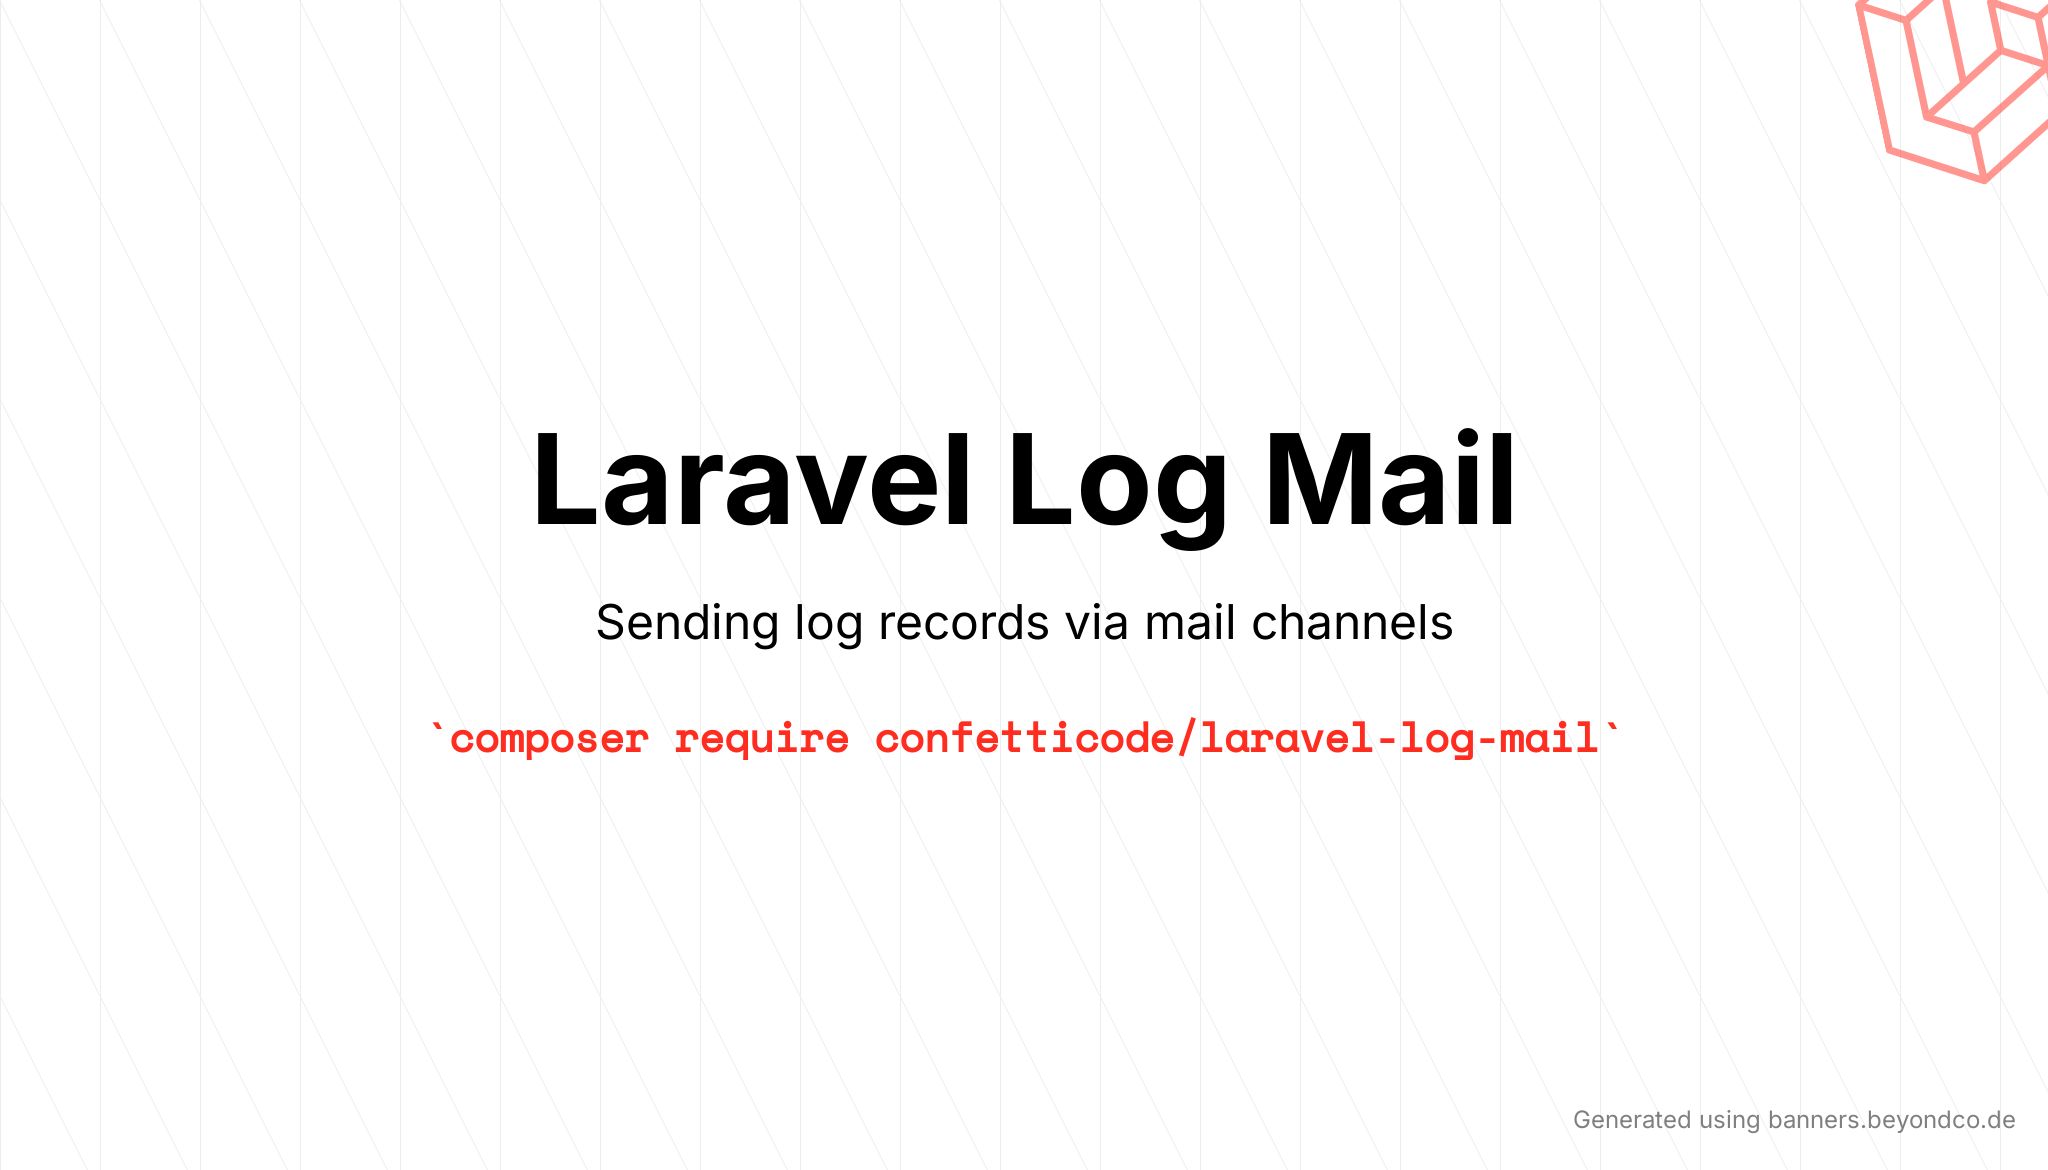 Laravel Log Mail
Sending log records via mail channels
`composer require confetticode/laravel-log-mail`
Generated using banners.beyondco.de